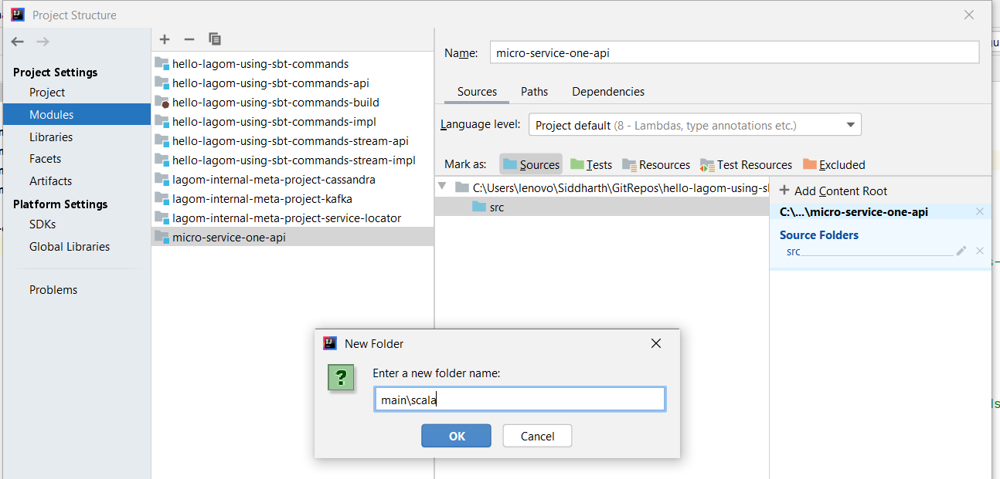 Project Structure
Project Settings
Project
Modules
Libraries
Facets
Artifacts
Platform Settings
SDKs
Global Libraries
Problems
hello-lagom-using-sbt-commands
hello-lagom-using-sbt-commands-api
hello-lagom-using-sbt-commands-build
hello-lagom-using-sbt-commands-impl
hello-lagom-using-sbt-commands-stream-api
hello-lagom-using-sbt-commands-stream-impl
lagom-internal-meta-project-cassandra
lagom-internal-meta-project-kafka
lagom-internal-meta-project-service-locator
micro-service-one-api
Name: micro-service-one-api
Sources Paths Dependencies
Language level: Project default (8 - Lambdas, type annotations etc.)
Mark as: Sources Tests Resources Test Resources Excluded
C:\Users\lenovo\Siddharth\GitRepos\hello-lagom-using-s
src
+ Add Content Root
C:\...\micro-service-one-api
Source Folders
src
New Folder
Enter a new folder name:
main\scala
OK Cancel